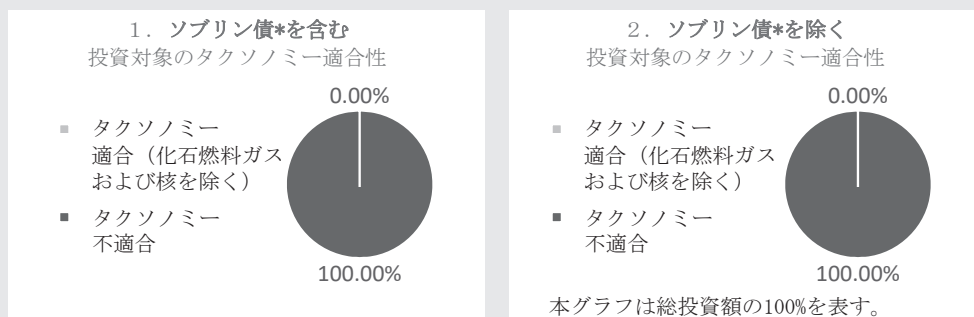 1. ソブリン債*を含む
投資対象のタクソノミー適合性
0.00%
タクソノミー
適合（化石燃料ガス
および核を除く）
タクソノミー
不適合
100.00%
2. ソブリン債*を除く
投資対象のタクソノミー適合性
0.00%
タクソノミー
適合（化石燃料ガス
および核を除く）
タクソノミー
不適合
100.00%
本グラフは総投資額の100%を表す。